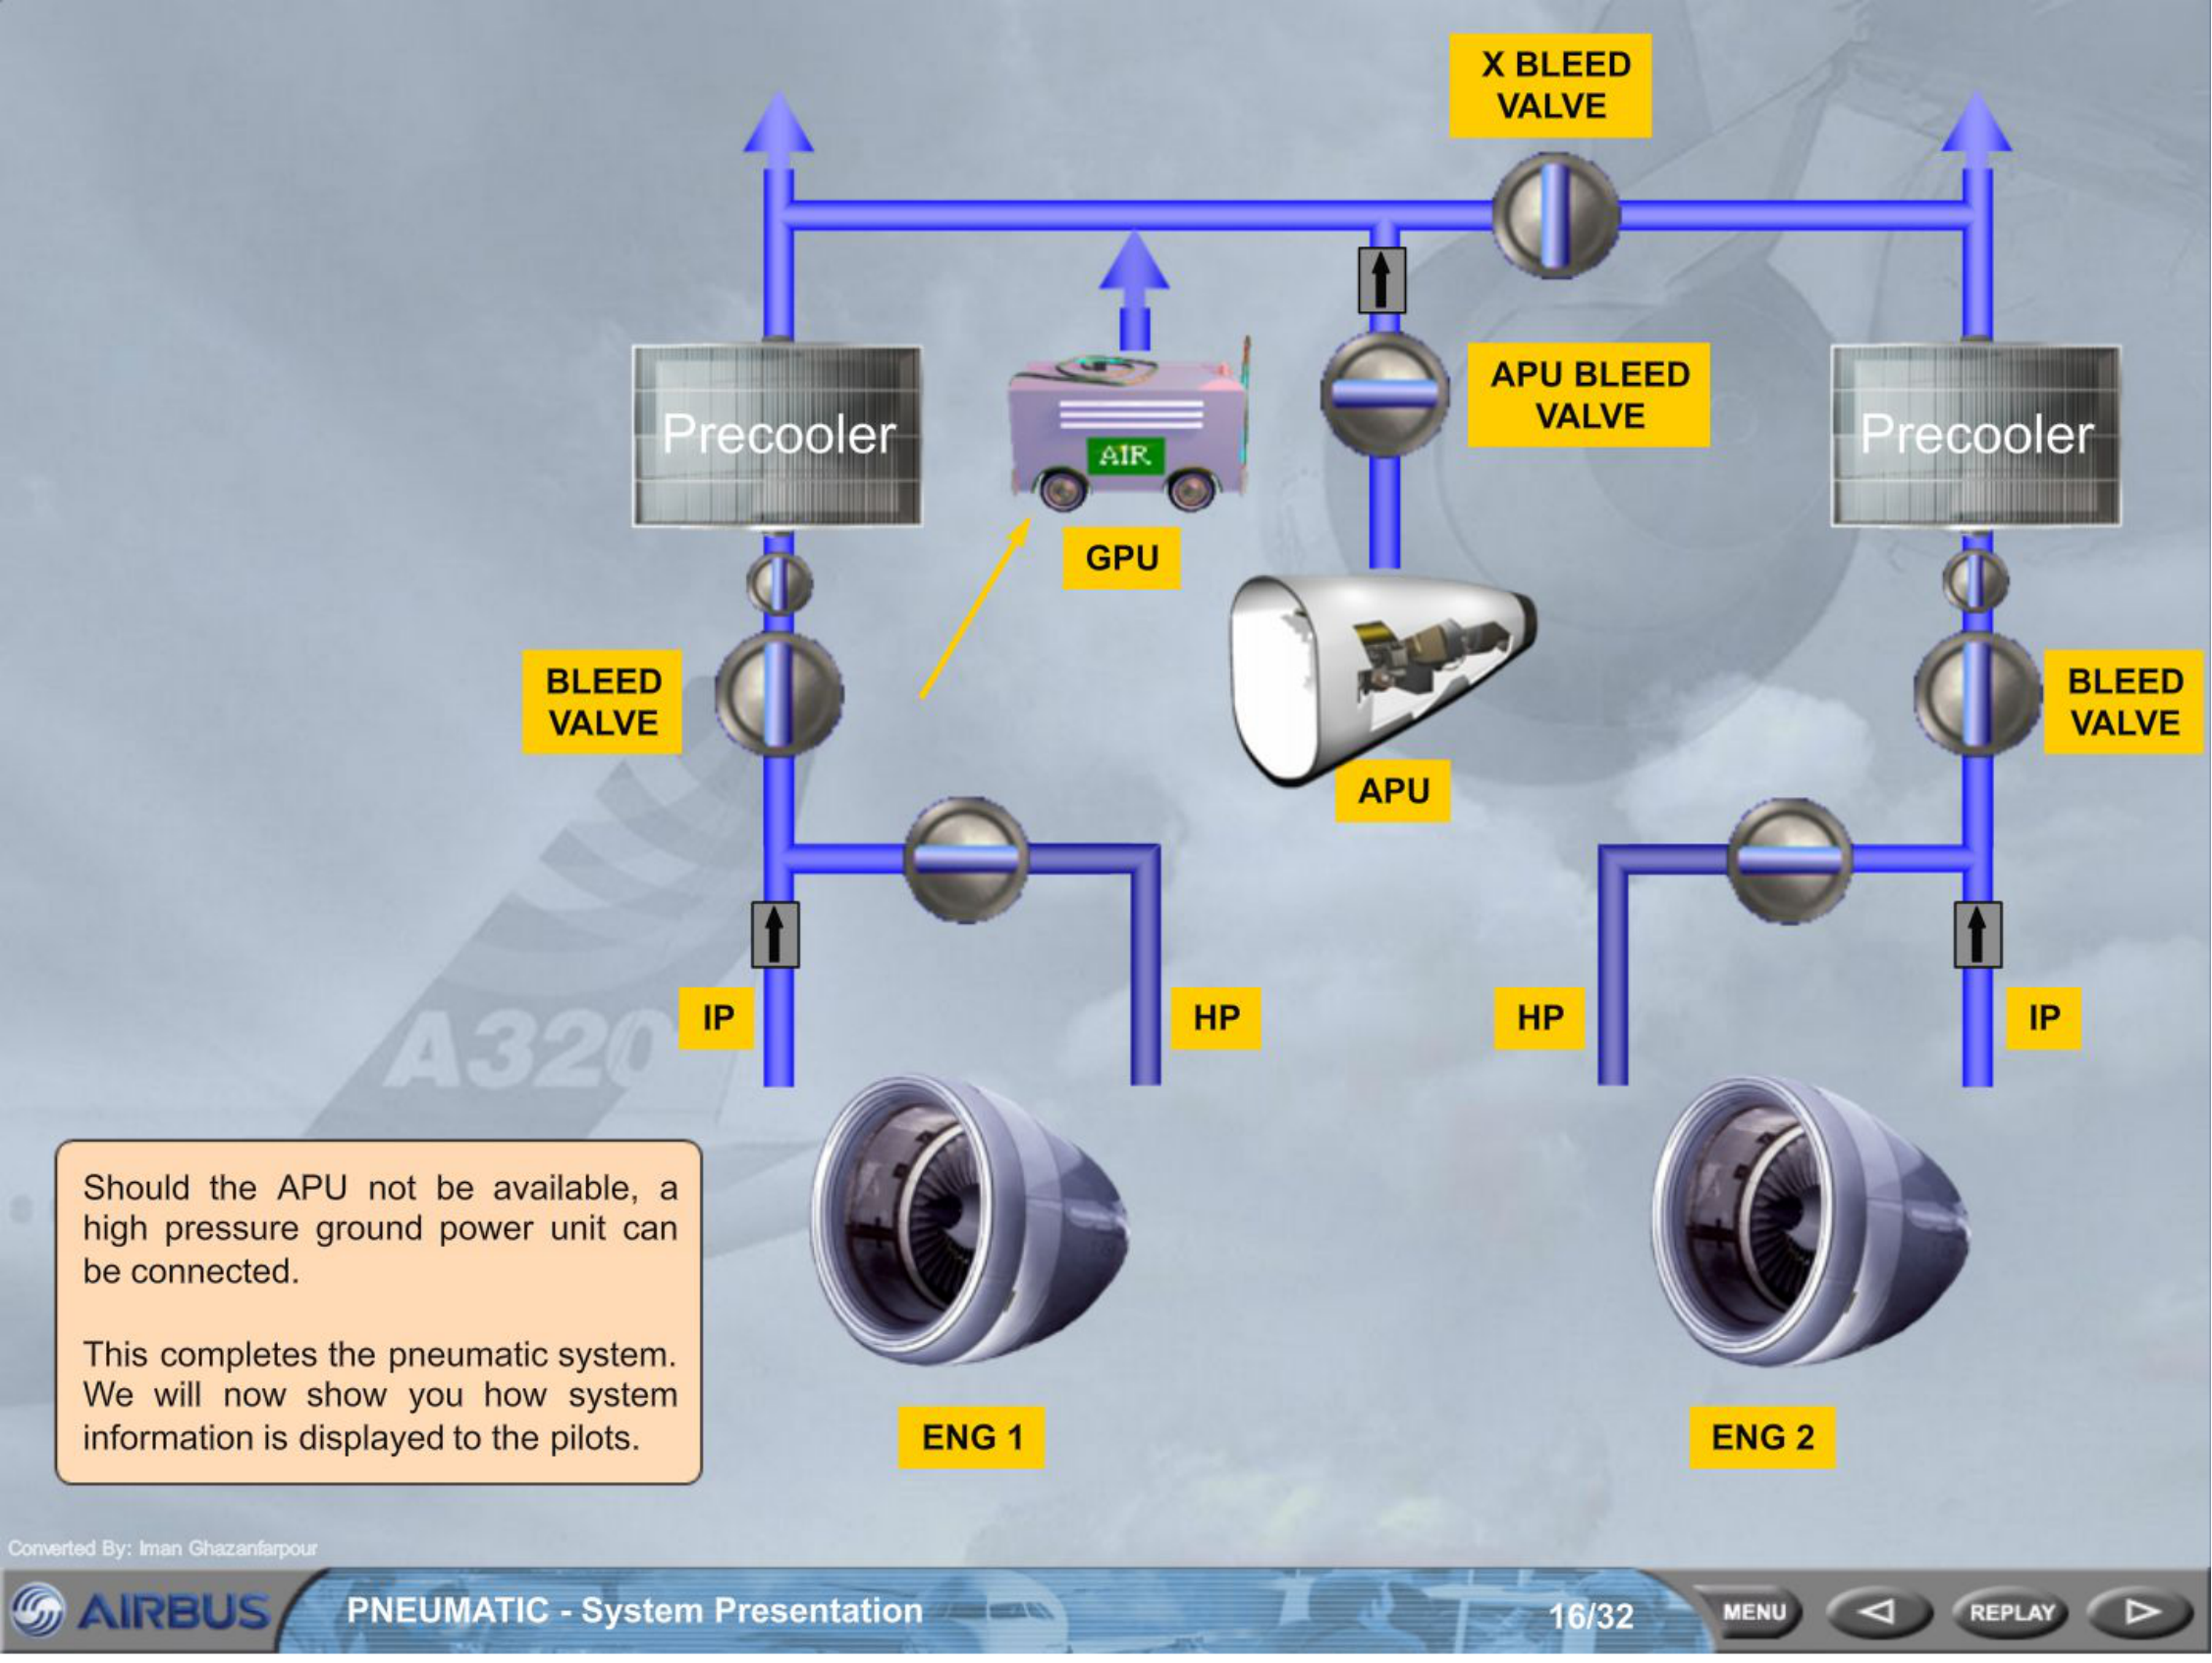 X BLEED
VALVE
Precooler
AIR
GPU
APU BLEED
VALVE
Precooler
BLEED
VALVE
APU
BLEED
VALVE
IP
HP
HP
IP
A320
Should the APU not be available, a
high pressure ground power unit can
be connected.
This completes the pneumatic system.
We will now show you how system
information is displayed to the pilots.
ENG 1
ENG 2
Converted By: Iman Ghazanfarpour
AIRBUS
PNEUMATIC - System Presentation
16/32
MENU
REPLAY